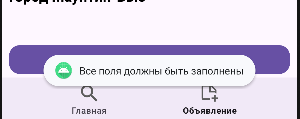 Все поля должны быть заполнены
Главная
Объявление